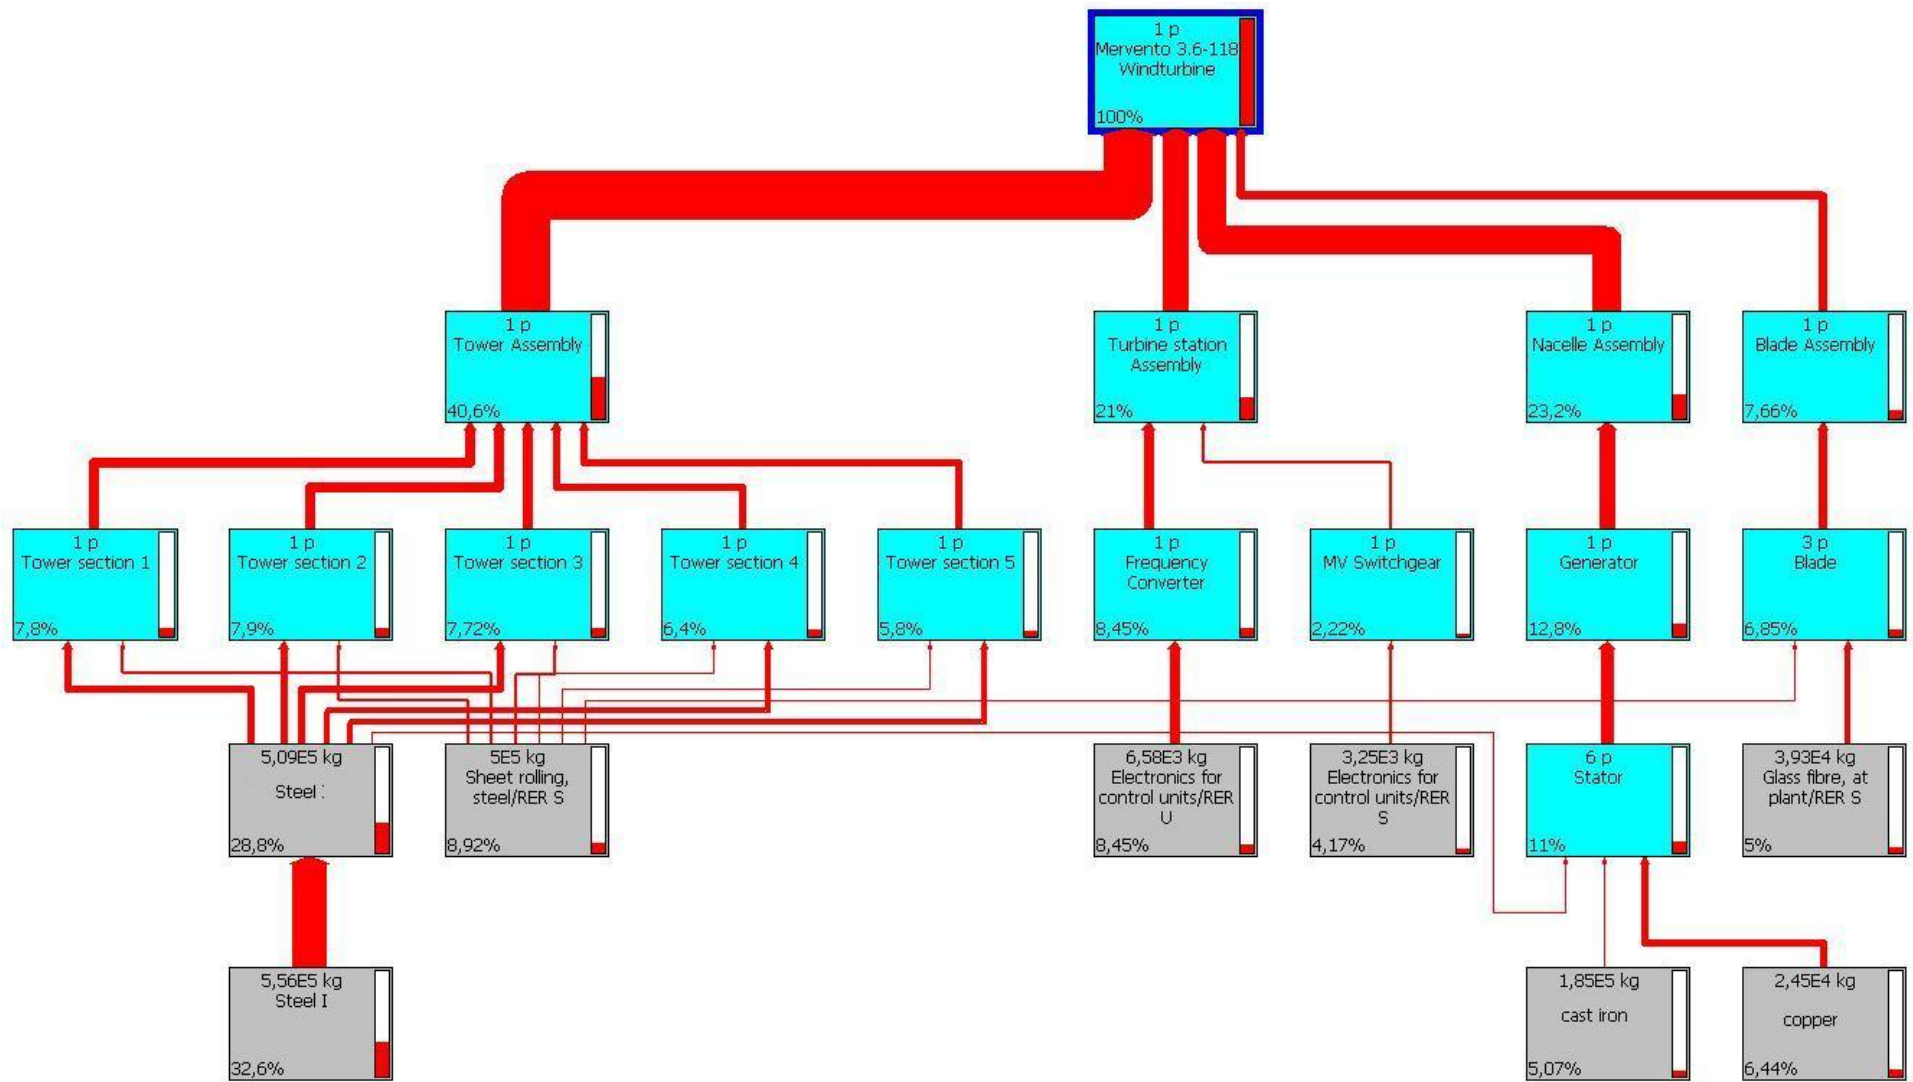 1 p
Mervento 3.6-118
Windturbine
100%
1 p
Tower Assembly
40,6%
1 p
Turbine station
Assembly
21%
1 p
Nacelle Assembly
23,2%
1 p
Blade Assembly
7,66%
1 p
Tower section 1
7,8%
1 p
Tower section 2
7,9%
1 p
Tower section 3
7,72%
1 p
Tower section 4
6,4%
1 p
Tower section 5
5,8%
1 p
Frequency
Converter
8,45%
1 p
MV Switchgear
2,22%
1 p
Generator
12,8%
3 p
Blade
6,85%
5,09E5 kg
Steel :
28,8%
5E5 kg
Sheet rolling,
steel/RER S
8,92%
6,58E3 kg
Electronics for
control units/RER
U
8,45%
3,25E3 kg
Electronics for
control units/RER
S
4,17%
6 p
Stator
11%
3,93E4 kg
Glass fibre, at
plant/RER S
5%
5,56E5 kg
Steel I
32,6%
1,85E5 kg
cast iron
5,07%
2,45E4 kg
copper
6,44%